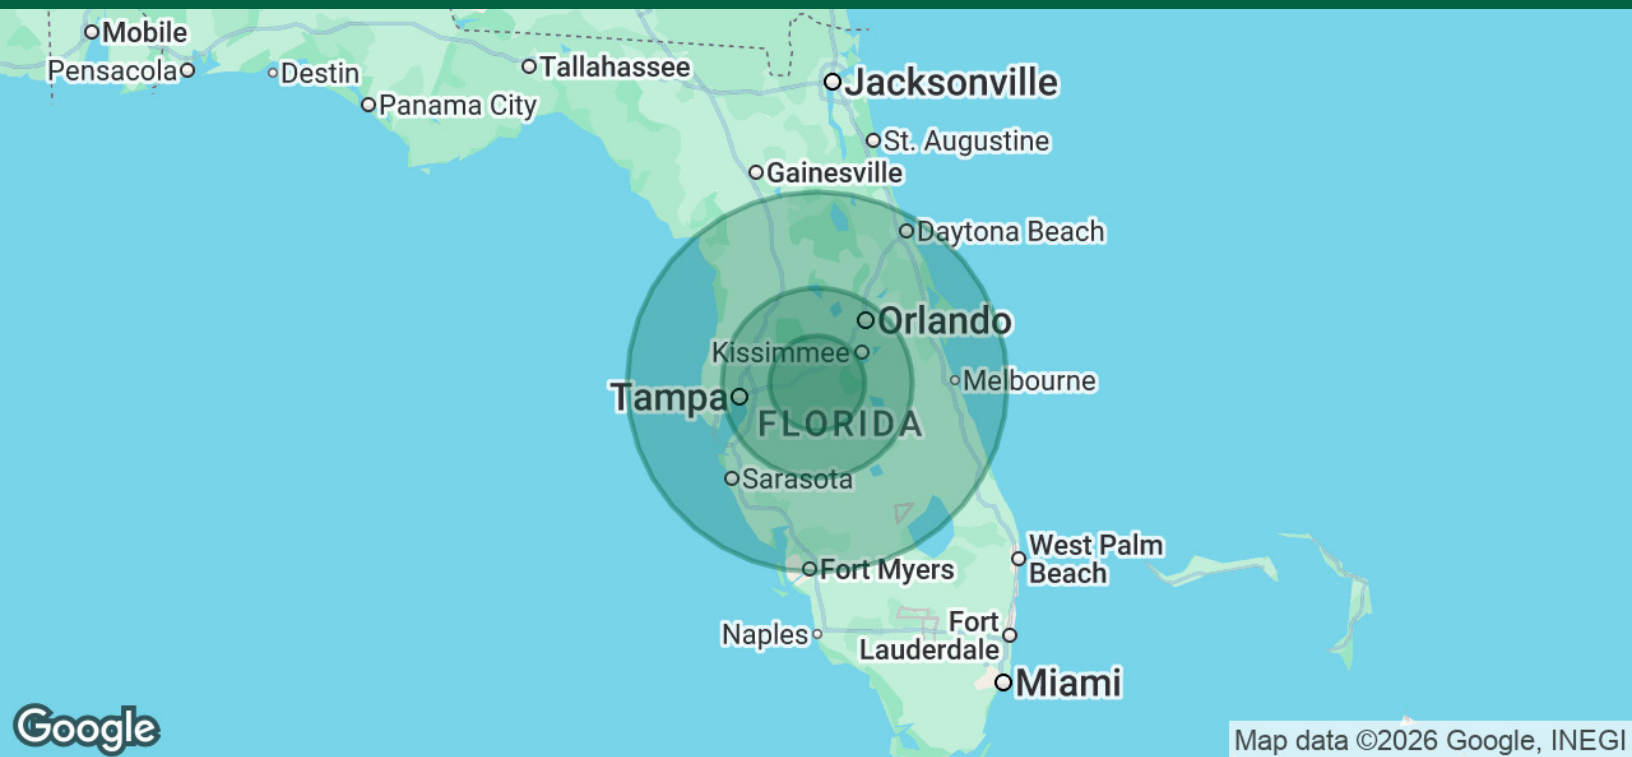 Mobile
Pensacola
Destin
Tallahassee
Panama City
Jacksonville
St. Augustine
Gainesville
Daytona Beach
Orlando
Kissimmee
Melbourne
Tampa
FLORIDA
Sarasota
West Palm
Beach
Fort Myers
Naples
Fort
Lauderdale
Miami
Google
Map data ©2026 Google, INEGI